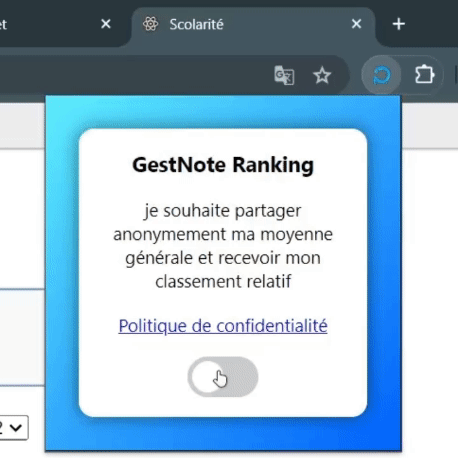 et
Scolarité
GestNote Ranking
je souhaite partager
anonymement ma moyenne
générale et recevoir mon
classement relatif
Politique de confidentialité
2